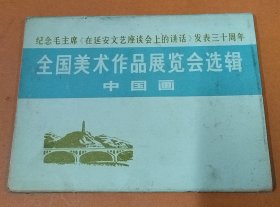 纪念毛主席《在延安文艺座谈会上的讲话》发表三十周年
全国美术作品展览会选辑
中国画